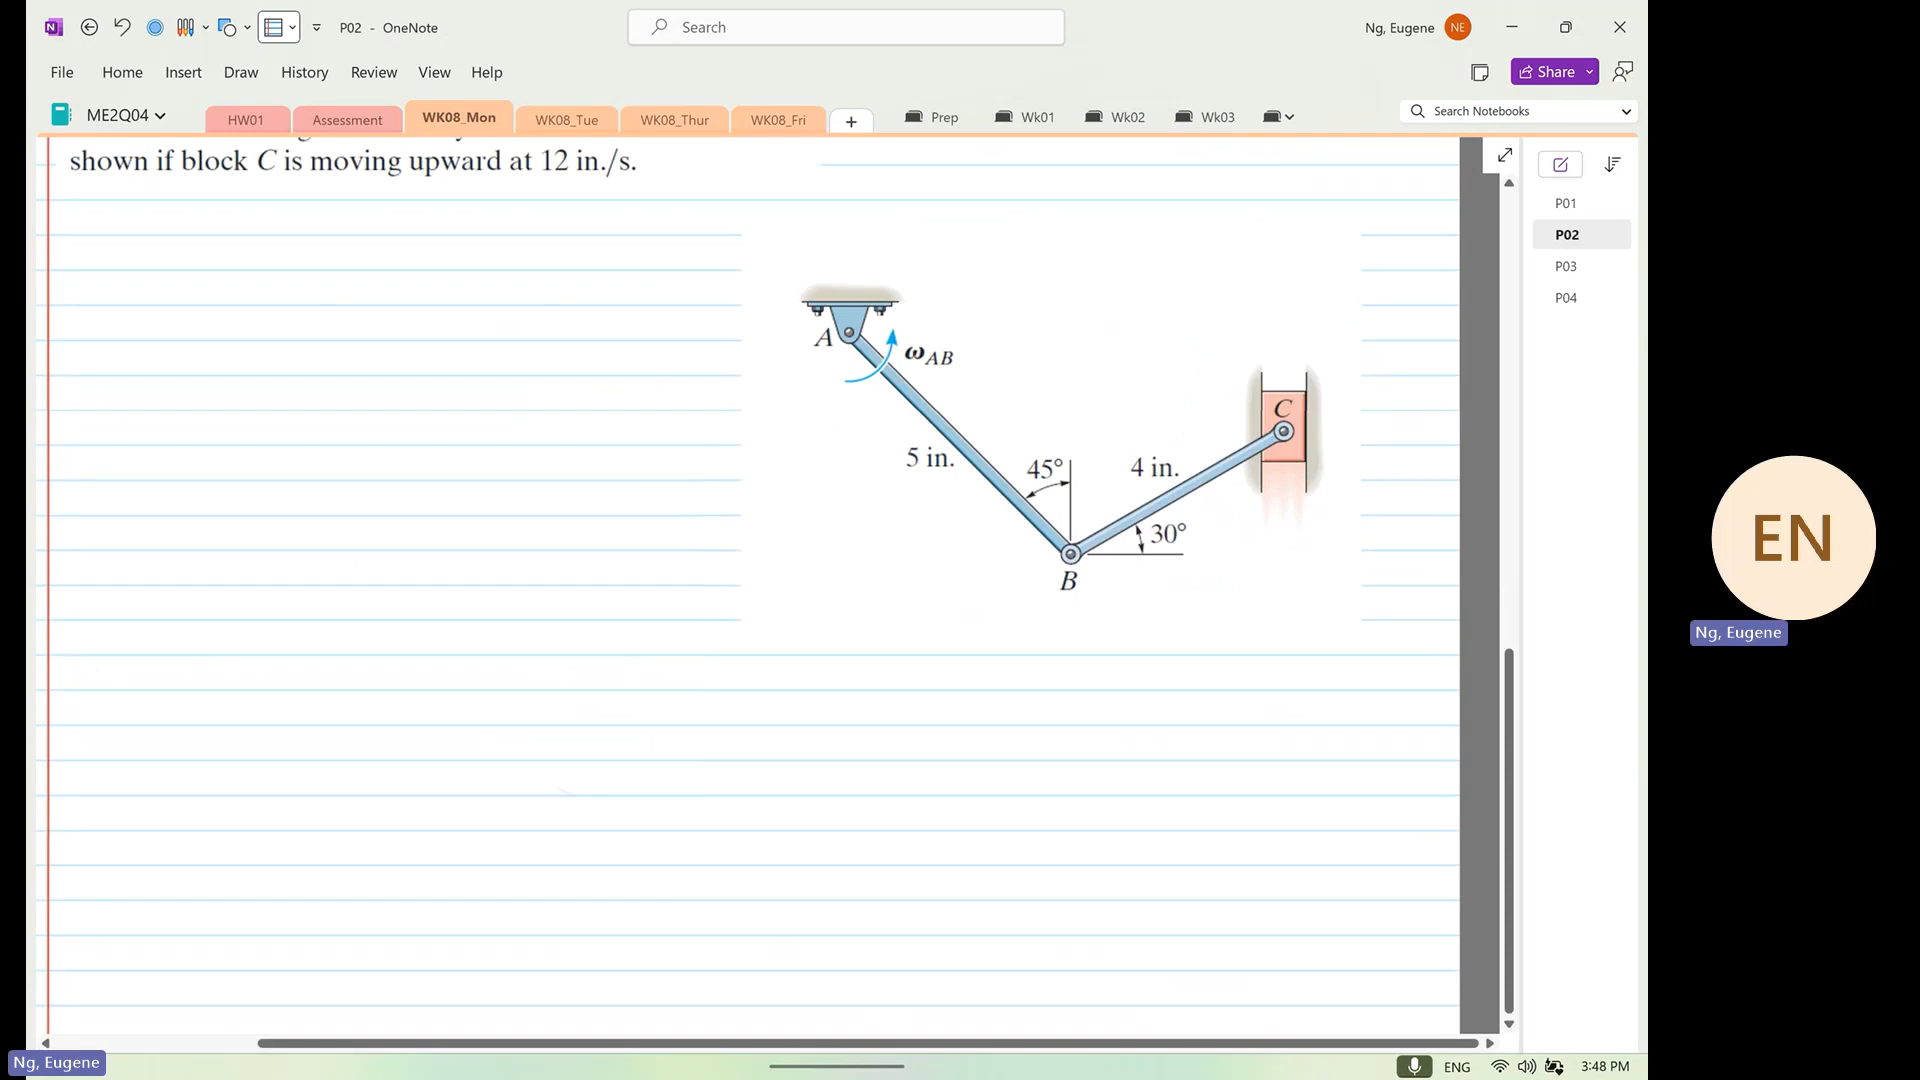 P02 - OneNote
Search
Ng, Eugene
NE
File
Home
Insert
Draw
History
Review
View
Help
Share
ME2Q04
HW01
Assessment
WK08_Mon
WK08_Tue
WK08_Thur
WK08_Fri
+
Prep
Wk01
Wk02
Wk03
Search Notebooks
shown if block C is moving upward at 12 in./s.
P01
P02
P03
P04
A
ωAB
C
5 in.
45°
4 in.
30°
B
EN
Ng, Eugene
Ng, Eugene
ENG
3:48 PM